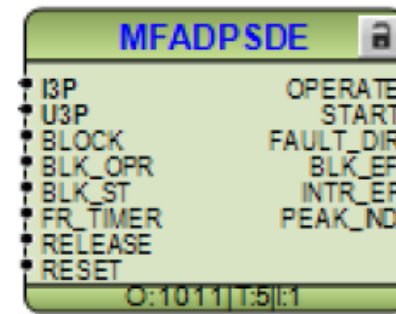 MFADPSDE
I3P OPERATE
U3P START
BLOCK FAULT_DIR
BLK_OPR BLK_EF
BLK_ST INTR_EF
FR_TIMER PEAK_IND
RELEASE
RESET
O:1011|T:5|I:1